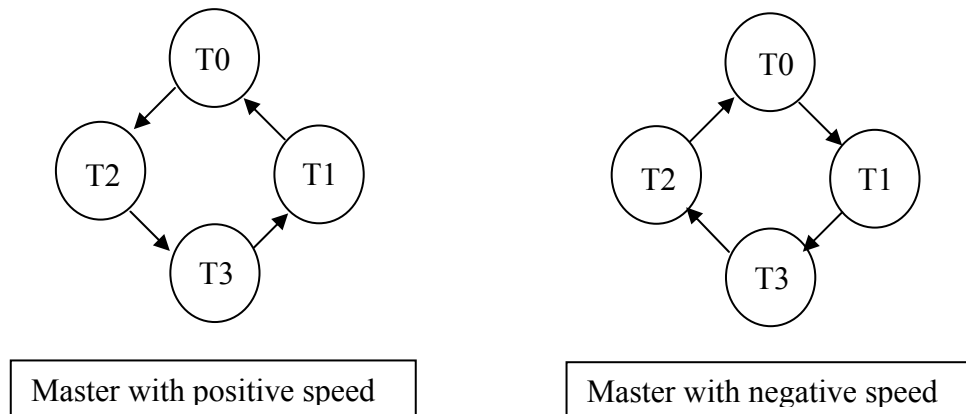 T0
T2
T1
T3
Master with positive speed
T0
T2
T1
T3
Master with negative speed